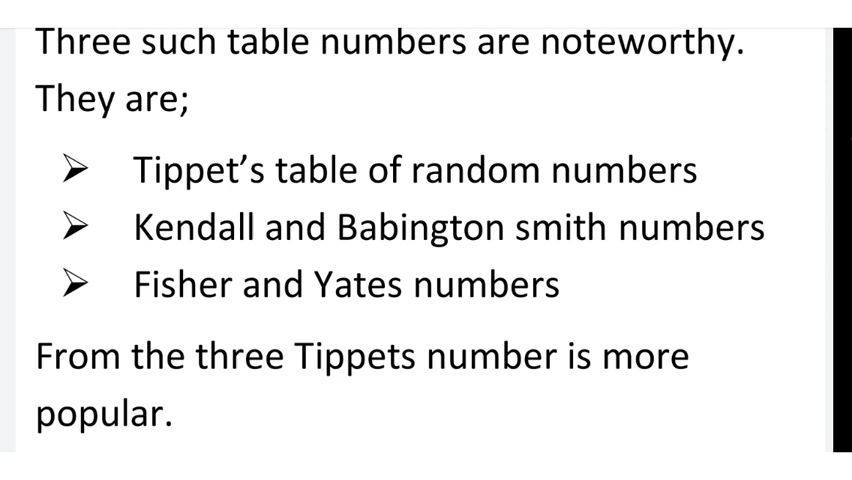 Three such table numbers are noteworthy.
They are;
➢ Tippet’s table of random numbers
➢ Kendall and Babington smith numbers
➢ Fisher and Yates numbers
From the three Tippets number is more
popular.